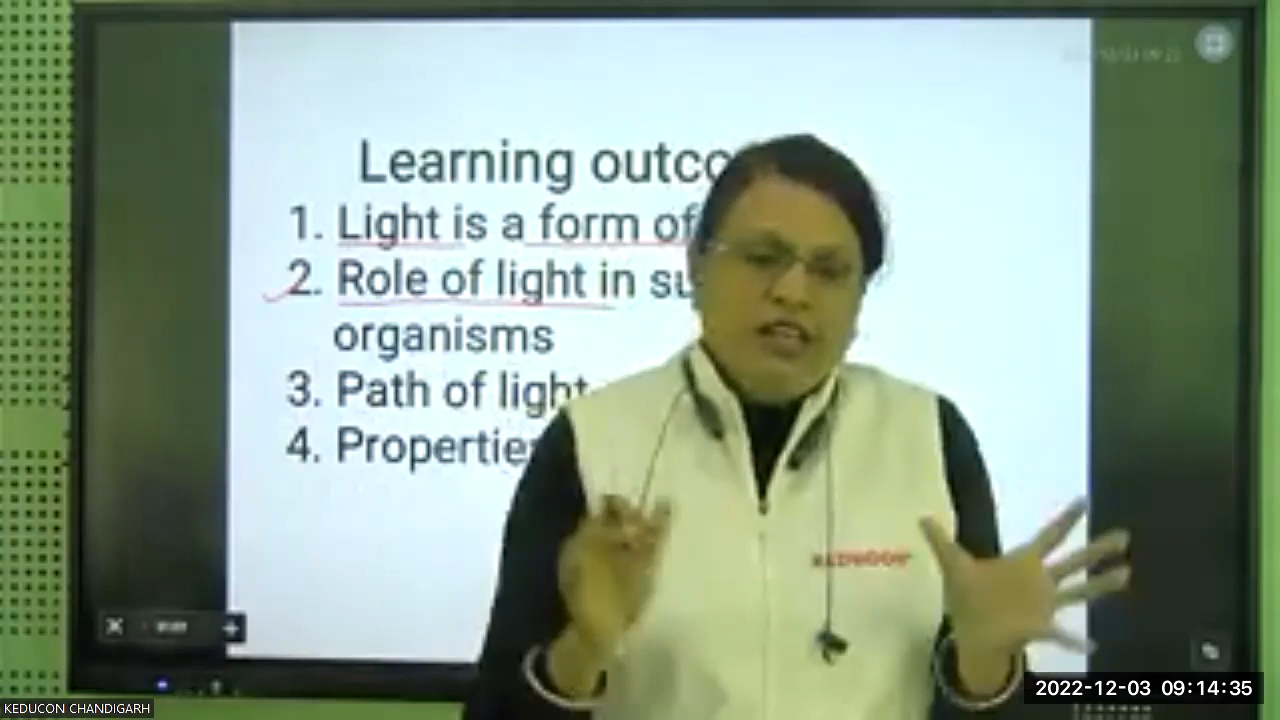 Learning outco
1. Light is a form of
2. Role of light in su
organisms
3. Path of light
4. Propertie
2022-12-03 09:14:35
KEDUCON CHANDIGARH